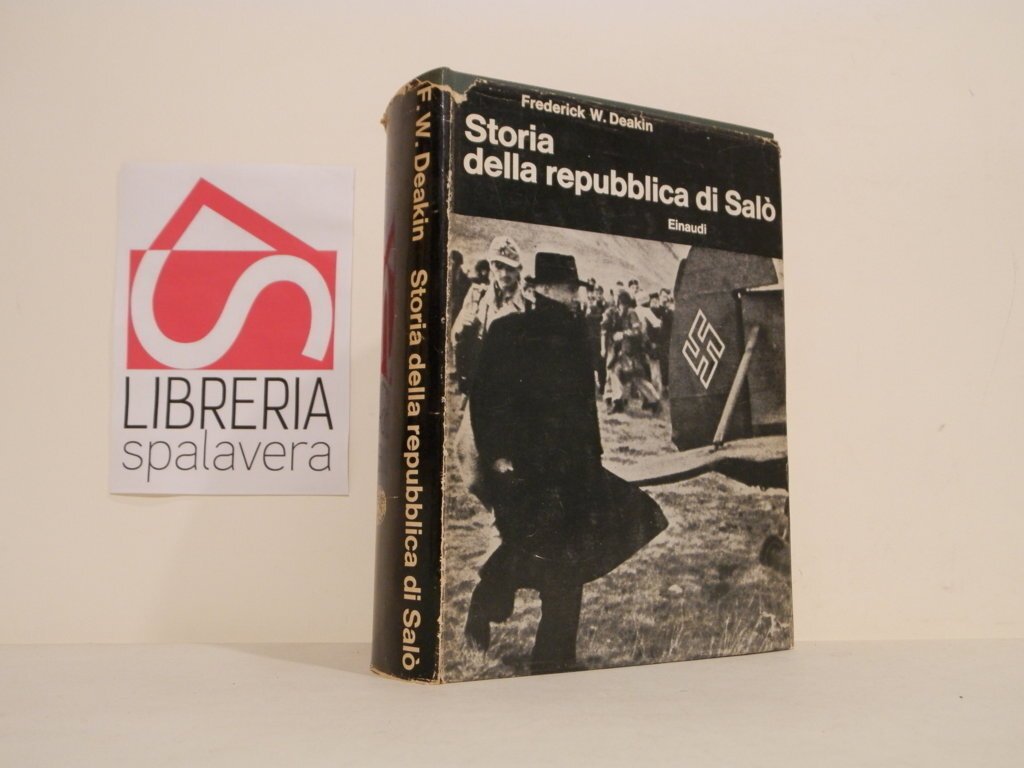 LIBRERIA
spalavera
F. W. Deakin Storia della repubblica di Salò
Frederick W. Deakin
Storia
della repubblica di Salò
Einaudi